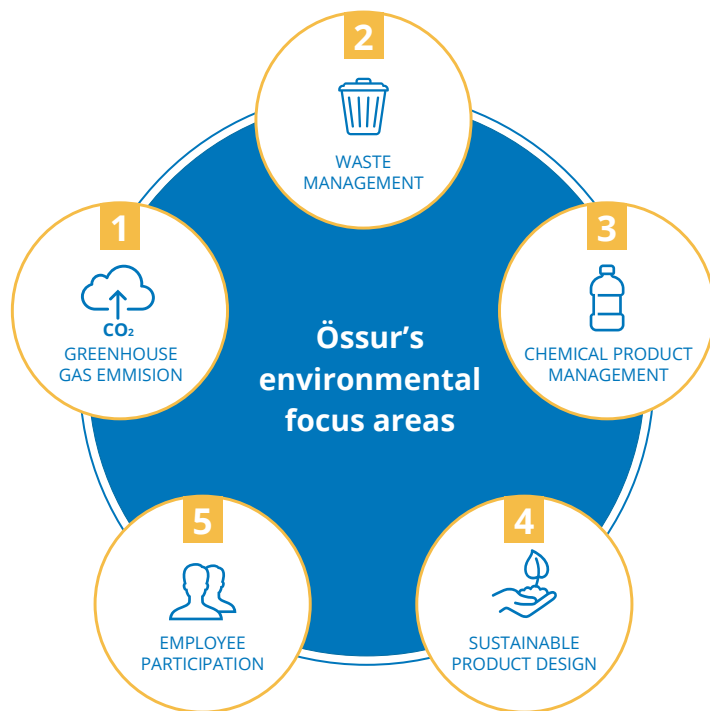 2
WASTE
MANAGEMENT
1
CO₂
GREENHOUSE
GAS EMMISION
3
CHEMICAL PRODUCT
MANAGEMENT
Össur's
environmental
focus areas
5
EMPLOYEE
PARTICIPATION
4
SUSTAINABLE
PRODUCT DESIGN